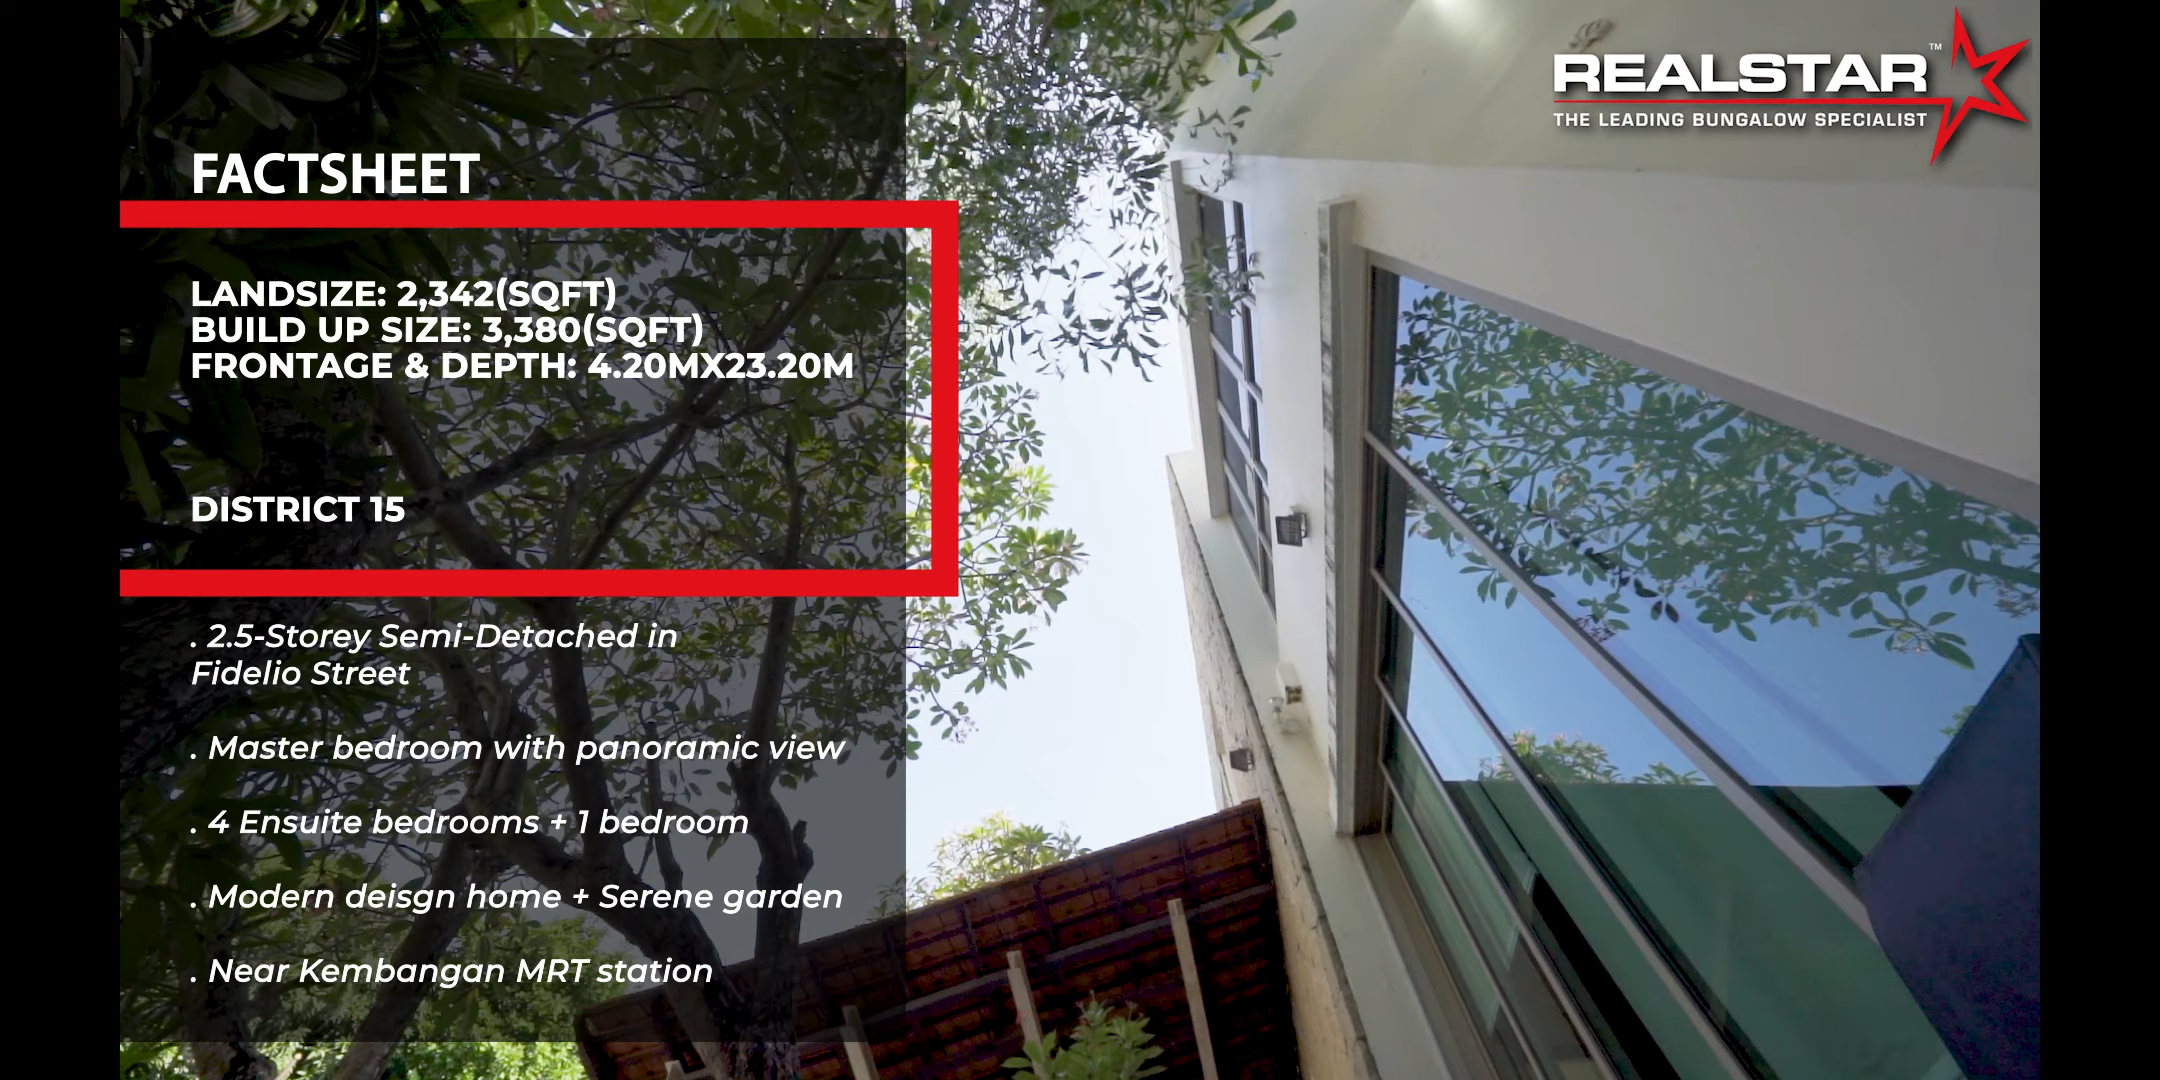 REALSTAR™
THE LEADING BUNGALOW SPECIALIST
FACTSHEET
LANDSIZE: 2,342(SQFT)
BUILD UP SIZE: 3,380(SQFT)
FRONTAGE & DEPTH: 4.20MX23.20M
DISTRICT 15
. 2.5-Storey Semi-Detached in
Fidelio Street
. Master bedroom with panoramic view
. 4 Ensuite bedrooms + 1 bedroom
. Modern deisgn home + Serene garden
. Near Kembangan MRT station